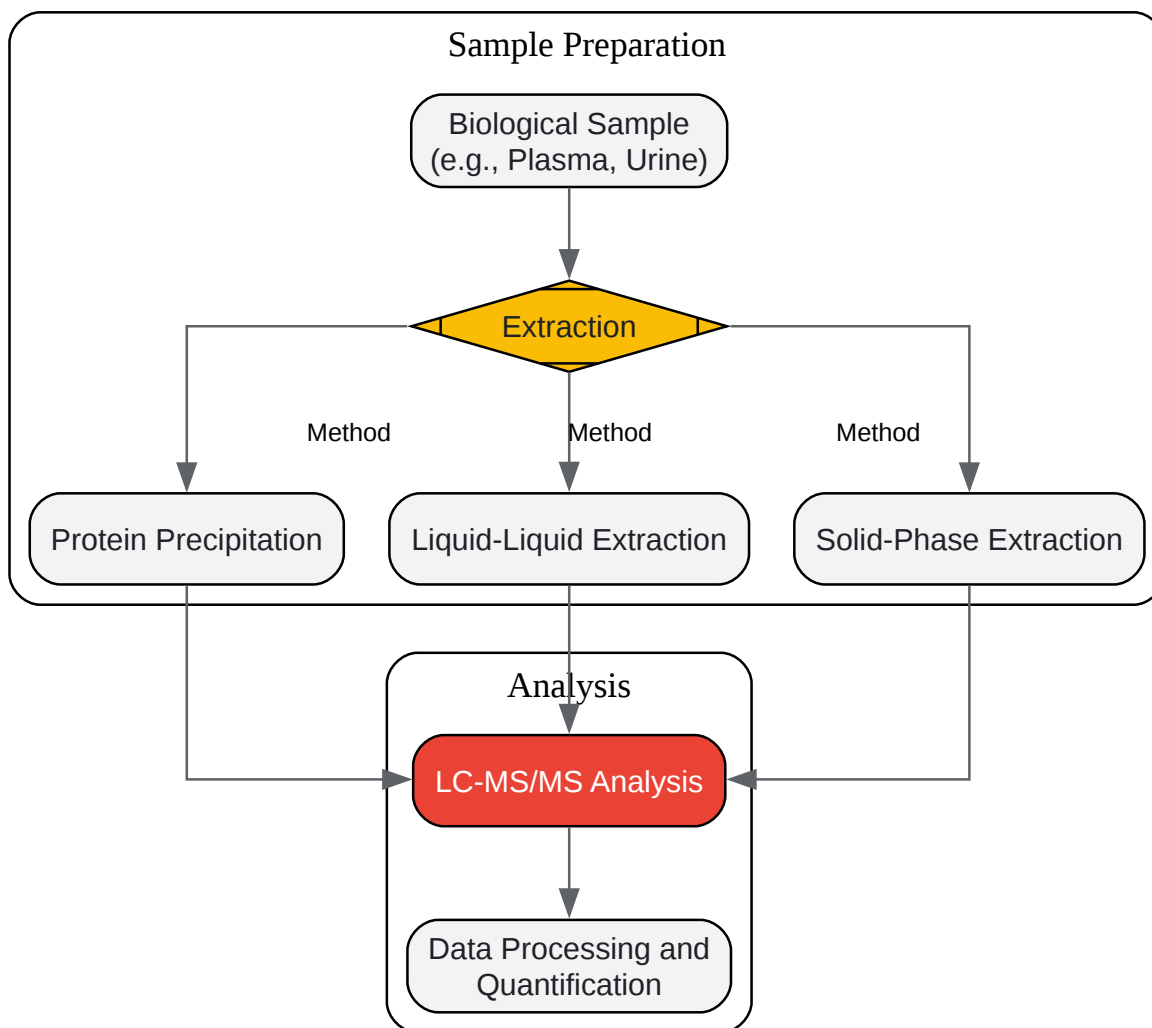 Sample Preparation
Biological Sample
(e.g., Plasma, Urine)
Extraction
Method
Method
Method
Protein Precipitation
Liquid-Liquid Extraction
Solid-Phase Extraction
Analysis
LC-MS/MS Analysis
Data Processing and
Quantification